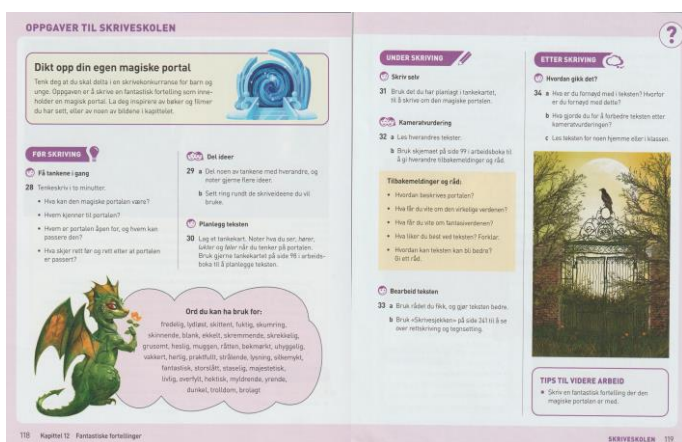 OPPGAVER TIL SKRIVESKOLEN
Dikt opp din egen magiske portal
Tenk deg at du skal delta i en skrivekonkurranse for barn og
unge. Oppgaven er å skrive en fantastisk fortelling som inne-
holder en magisk portal. La deg inspirere av bøker og filmer
du har sett, eller av noen av bildene i kapittelet.
FØR SKRIVING
Få tankene i gang
28 Tenkeskriv i to minutter.
• Hva kan den magiske portalen være?
• Hvem kjenner til portalen?
• Hvem er portalen åpen for, og hvem kan
passere den?
• Hva skjer rett før og rett etter at portalen
er passert?
Del ideer
29 a Del noen av tankene med hverandre, og
noter gjerne flere ideer.
b Sett ring rundt de skriveideene du vil
bruke.
Planlegg teksten
30 Lag et tankekart. Noter hva du ser, hører,
lukter og føler når du tenker på portalen.
Bruk gjerne tankekartet på side 98 i arbeids-
boka til å planlegge teksten.
Ord du kan ha bruk for:
fredelig, lydløst, skittent, fuktig, skumring,
skinnende, blank, ekkelt, skremmende, skrekkelig,
grusomt, heslig, muggen, råtten, bekmørkt, uhyggelig,
vakkert, herlig, praktfullt, strålende, lysning, silkemykt,
fantastisk, storslått, staselig, majestetisk,
livlig, overfylt, hektisk, myldrende, yrende,
dunkel, trolldom, brolagt
118 Kapittel 12 Fantastiske fortellinger
?
UNDER SKRIVING
Skriv selv
31 Bruk det du har planlagt i tankekartet,
til å skrive om den magiske portalen.
Kameratvurdering
32 a Les hverandres tekster.
b Bruk skjemaet på side 99 i arbeidsboka til
å gi hverandre tilbakemeldinger og råd.
Tilbakemeldinger og råd:
• Hvordan beskrives portalen?
• Hva får du vite om den virkelige verdenen?
• Hva får du vite om fantasiverdenen?
• Hva liker du best ved teksten? Forklar.
• Hvordan kan teksten kan bli bedre?
Gi ett råd.
Bearbeid teksten
33 a Bruk rådet du fikk, og gjør teksten bedre.
b Bruk «Skrivesjekken» på side 241 til å se
over rettskriving og tegnsetting.
ETTER SKRIVING
Hvordan gikk det?
34 a Hva er du fornøyd med i teksten? Hvorfor
er du fornøyd med dette?
b Hva gjorde du for å forbedre teksten etter
kameratvurderingen?
c Les teksten for noen hjemme eller i klassen.
TIPS TIL VIDERE ARBEID
• Skriv en fantastisk fortelling der den
magiske portalen er med.
SKRIVESKOLEN 119